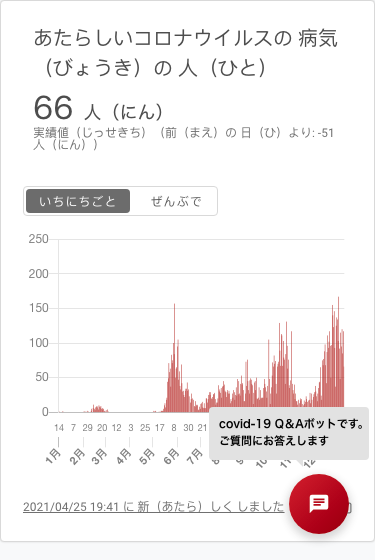 あたらしいコロナウイルスの 病気
（びょうき）の 人（ひと）
66 人（にん）
実績値（じっせきち）（前（まえ）の 日（ひ）より: -51
人（にん））
いちにちごと ぜんぶで
250
200
150
100
50
0
14 7 29 20 12 3 25 17 8 30 21
1月 2月 3月 4月 5月 6月 7月
covid-19 Q&Aボットです。
ご質問にお答えします
2021/04/25 19:41 に 新（あたら）しく しました